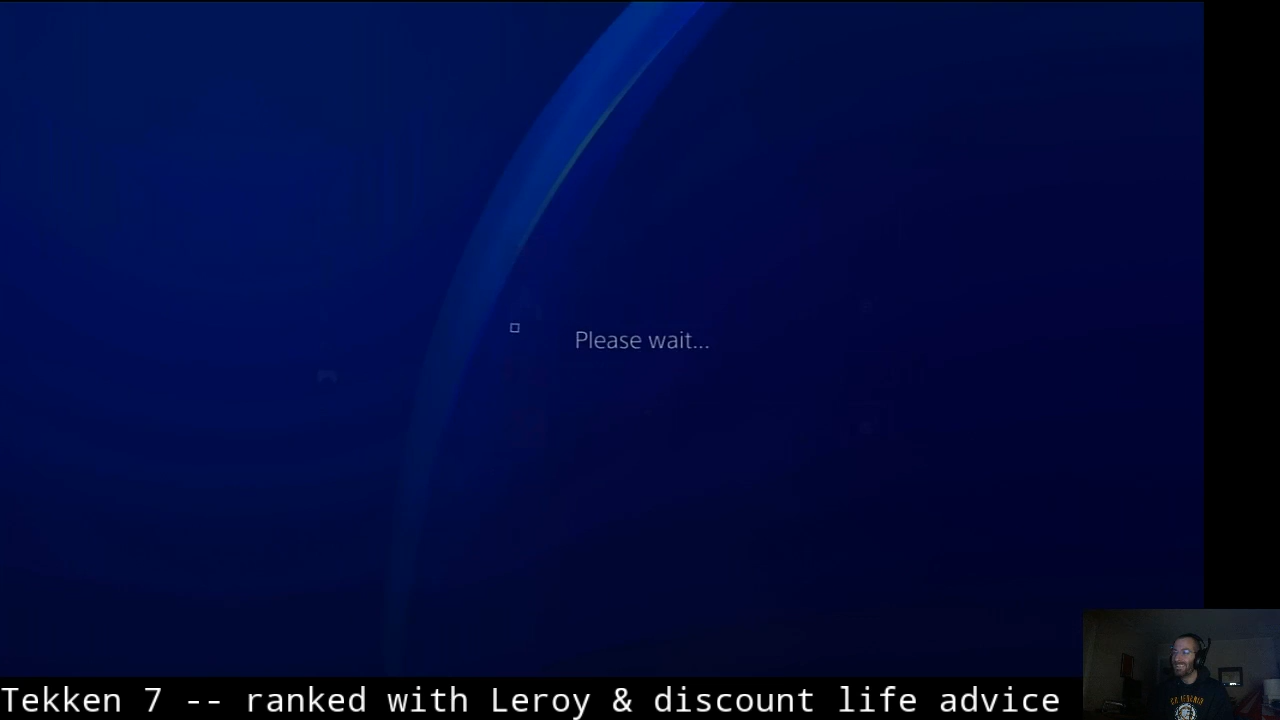 Please wait...
Tekken 7 -- ranked with Leroy & discount life advice